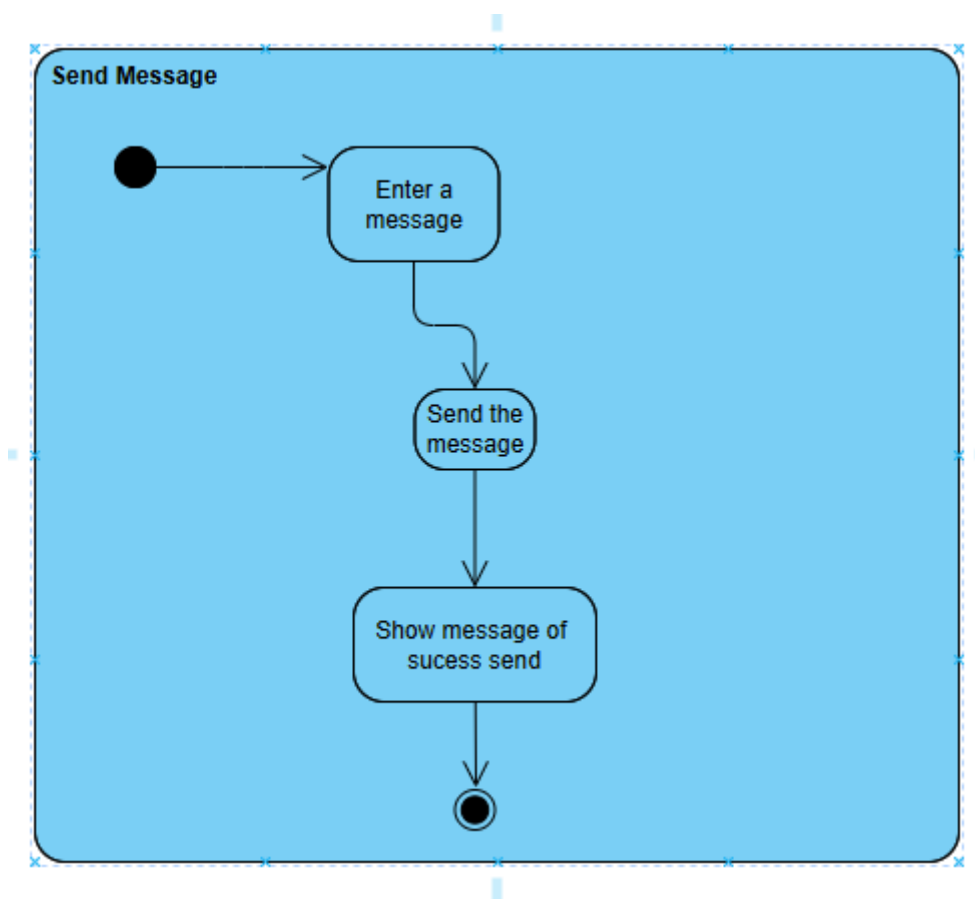 Send Message
Enter a
message
Send the
message
Show message of
sucess send